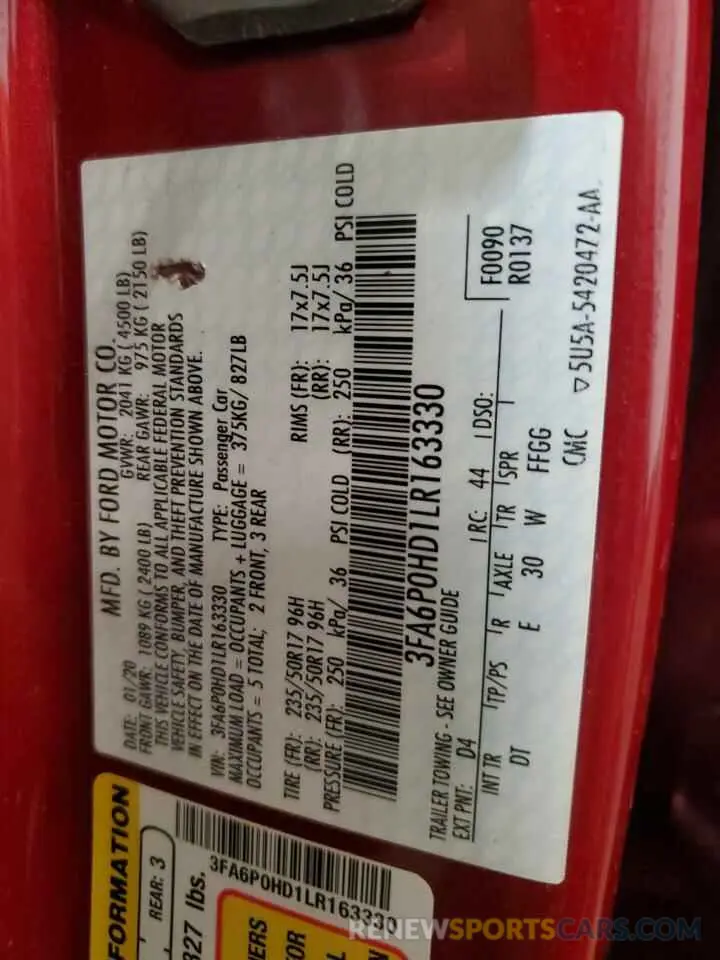 MFD. BY FORD MOTOR CO.
DATE: 01/20 GVWR: 2041 KG ( 4500 LB)
FRONT GAWR: 1089 KG ( 2400 LB) REAR GAWR: 975 KG ( 2150 LB)
THIS VEHICLE CONFORMS TO ALL APPLICABLE FEDERAL MOTOR
VEHICLE SAFETY, BUMPER, AND THEFT PREVENTION STANDARDS
IN EFFECT ON THE DATE OF MANUFACTURE SHOWN ABOVE.
VIN: 3FA6P0HD1LR163330 TYPE: Passenger Car
MAXIMUM LOAD = OCCUPANTS + LUGGAGE = 375KG/ 827LB
OCCUPANTS = 5 TOTAL; 2 FRONT, 3 REAR
TIRE (FR): 235/50R17 96H RIMS (FR): 17x7.5J
(RR): 235/50R17 96H (RR): 17x7.5J
PRESSURE (FR): 250 kPa/ 36 PSI COLD (RR): 250 kPa/ 36 PSI COLD
3FA6P0HD1LR163330
TRAILER TOWING - SEE OWNER GUIDE
F0090
EXT PNT: D4 RC: 44 DSO: R0137
INT TR TP/PS R AXLE TR SPR
DT E 30 W FFGG
CMC 5U5A-5420472-AA
FORMATION
REAR: 3
827 lbs.
3FA6P0HD1LR163330
RENEWSPORTSCARS.COM